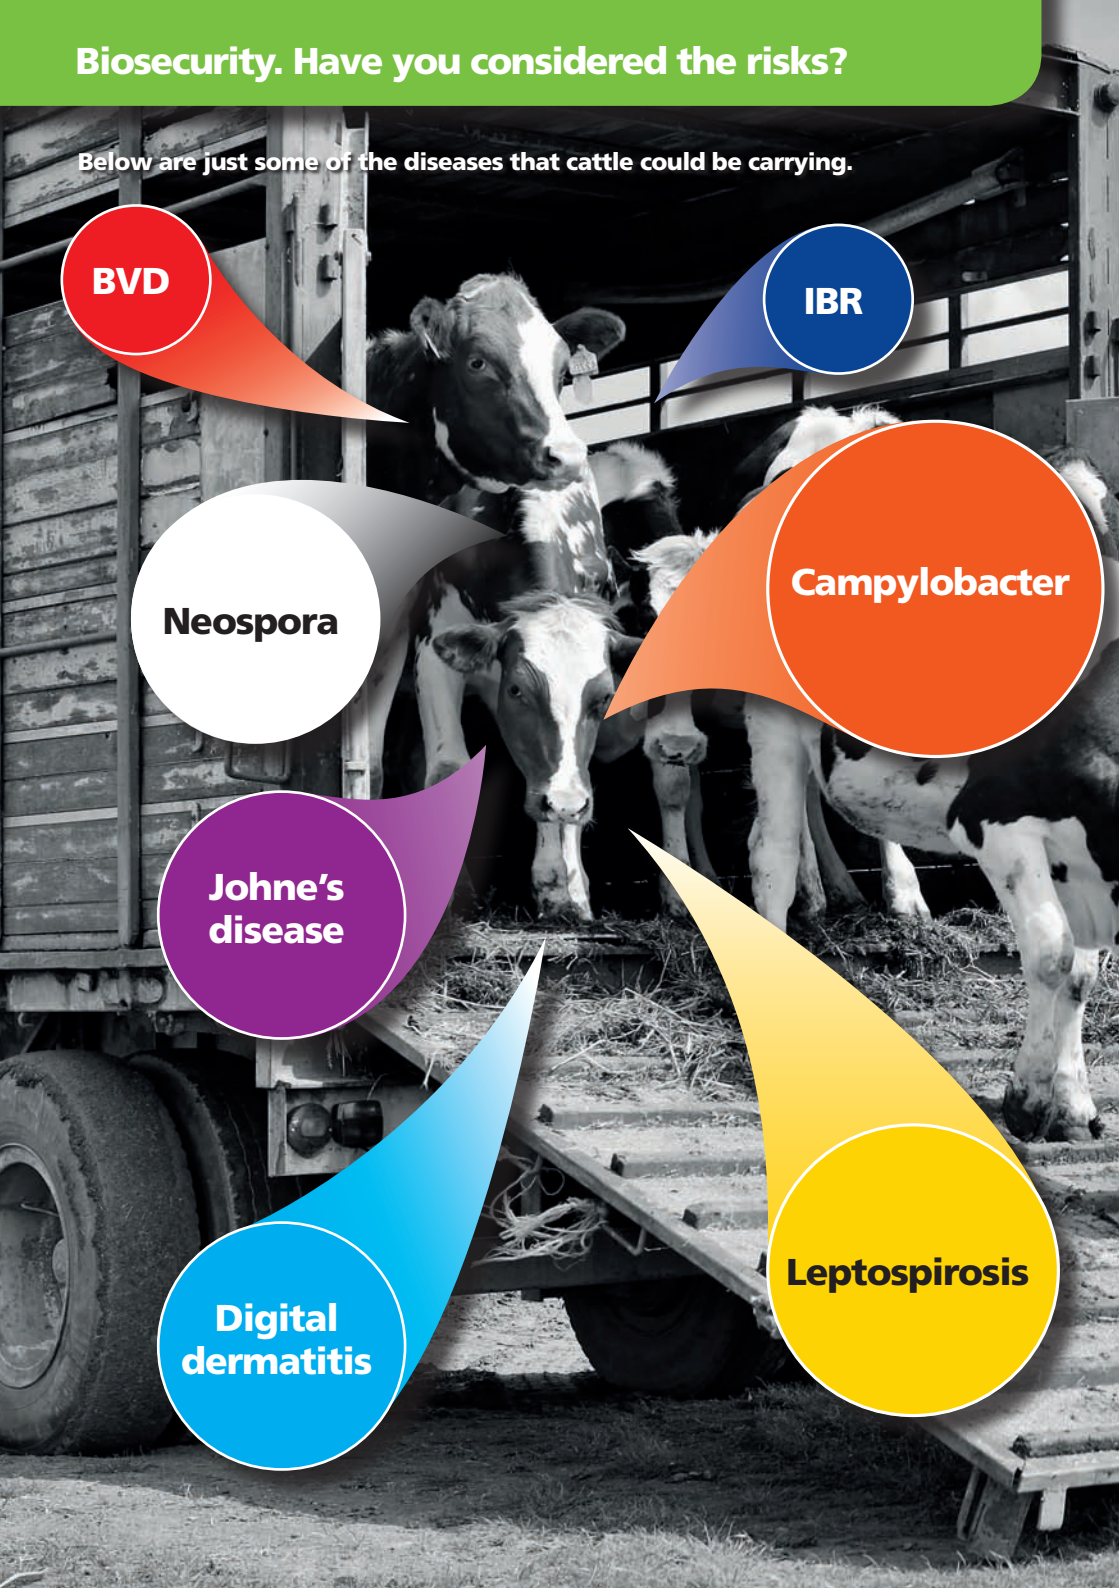 Biosecurity. Have you considered the risks?
Below are just some of the diseases that cattle could be carrying.
BVD
IBR
Campylobacter
Neospora
Johne’s
disease
Leptospirosis
Digital
dermatitis